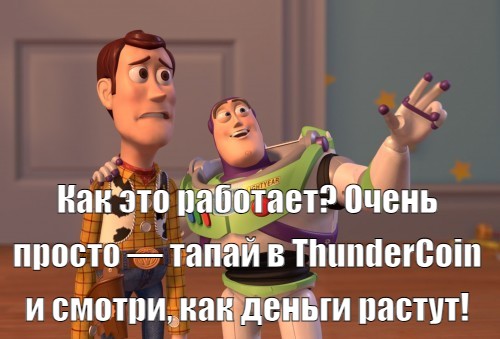 Как это работает? Очень
просто — тапай в ThunderCoin
и смотри, как деньги растут!